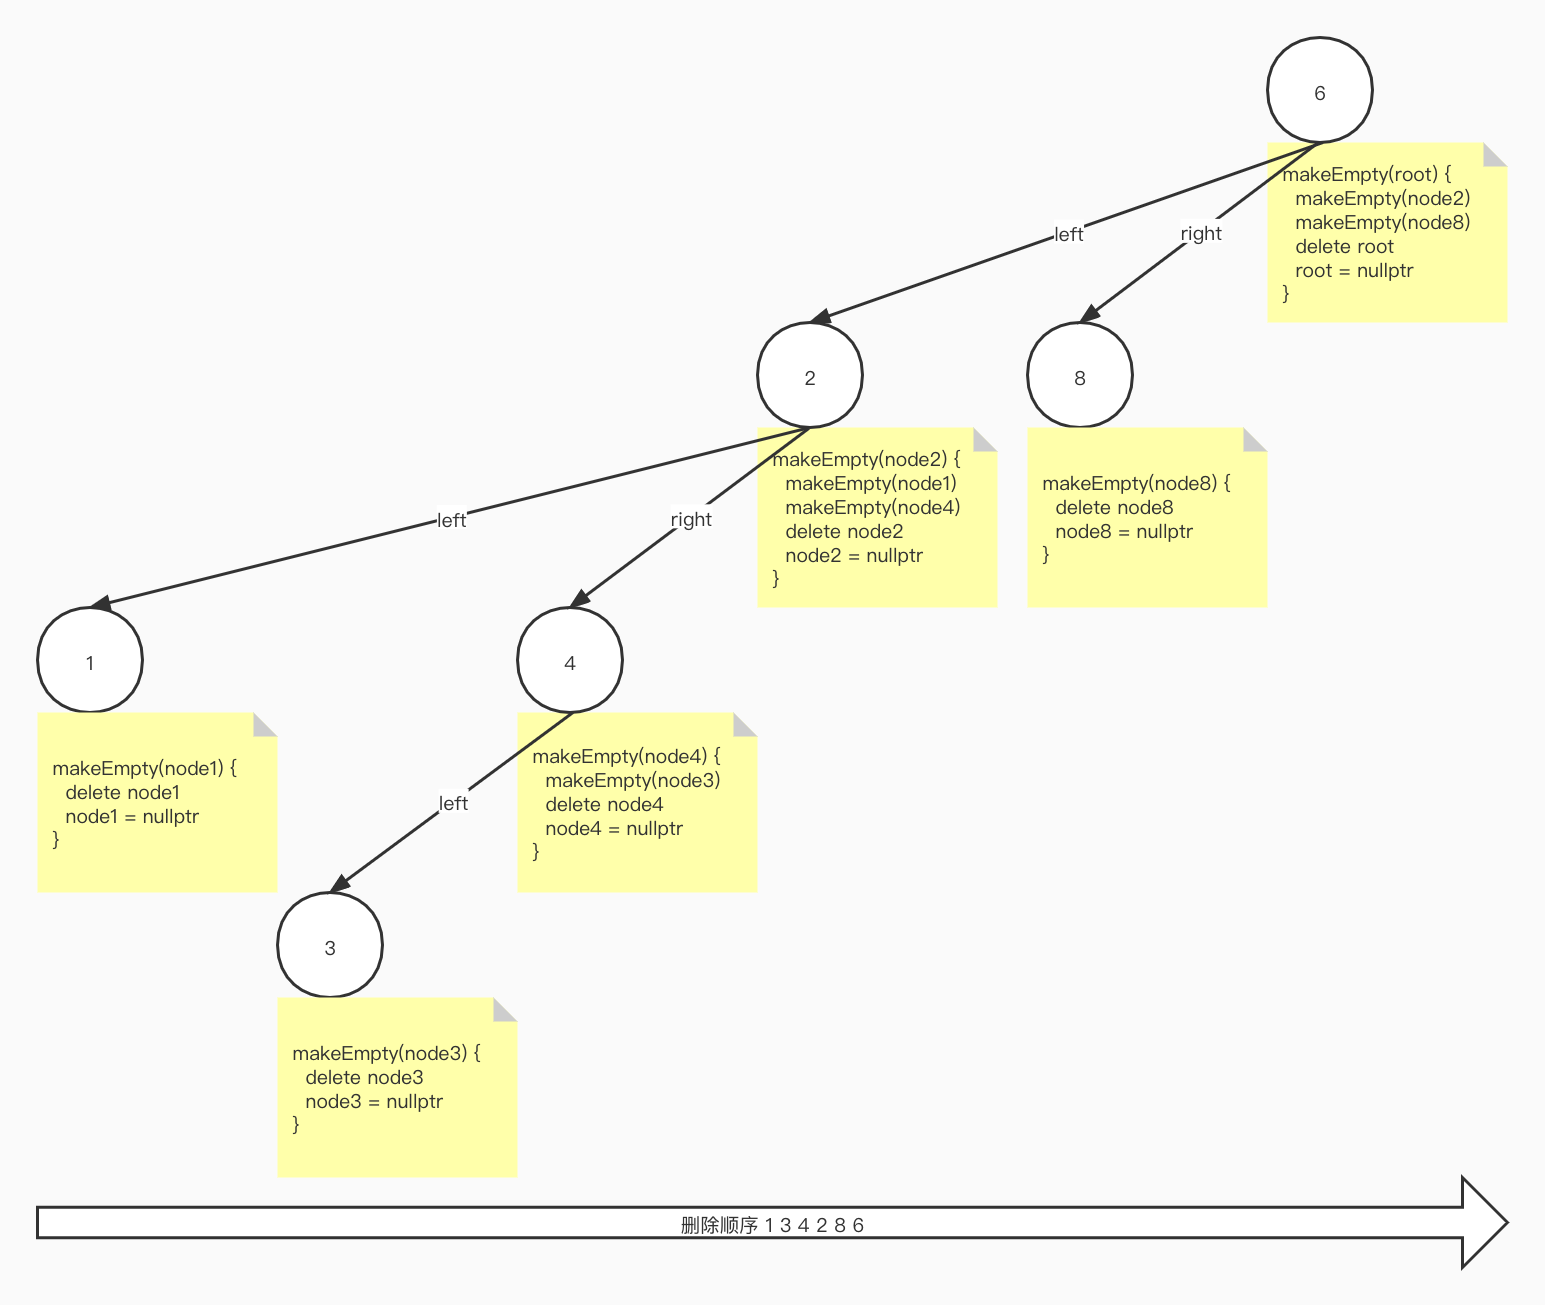 6
makeEmpty(root) {
makeEmpty(node2)
makeEmpty(node8)
delete root
root = nullptr
}
left
right
2
8
makeEmpty(node2) {
makeEmpty(node1)
makeEmpty(node4)
delete node2
node2 = nullptr
}
makeEmpty(node8) {
delete node8
node8 = nullptr
}
left
right
1
4
makeEmpty(node1) {
delete node1
node1 = nullptr
}
makeEmpty(node4) {
makeEmpty(node3)
delete node4
node4 = nullptr
}
left
3
makeEmpty(node3) {
delete node3
node3 = nullptr
}
删除顺序 1 3 4 2 8 6